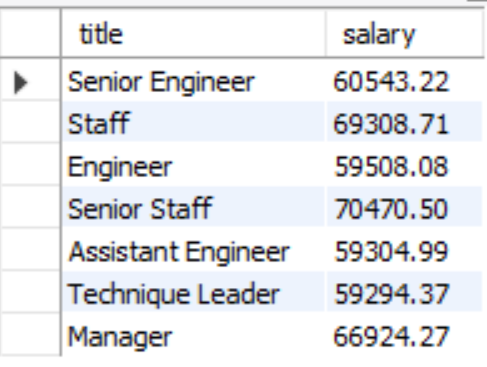 title salary
Senior Engineer 60543.22
Staff 69308.71
Engineer 59508.08
Senior Staff 70470.50
Assistant Engineer 59304.99
Technique Leader 59294.37
Manager 66924.27